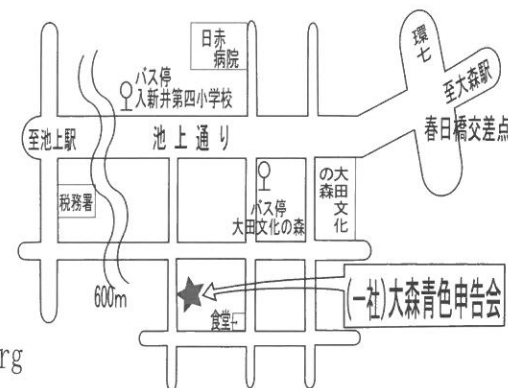 日赤
病院
バス停
入新井第四小学校
環七
至大森駅
至池上駅
池上通り
春日橋交差点
税務署
バス停
大田文化の森
大田文化
の森
600m
(一社)大森青色申告会
食堂
rg